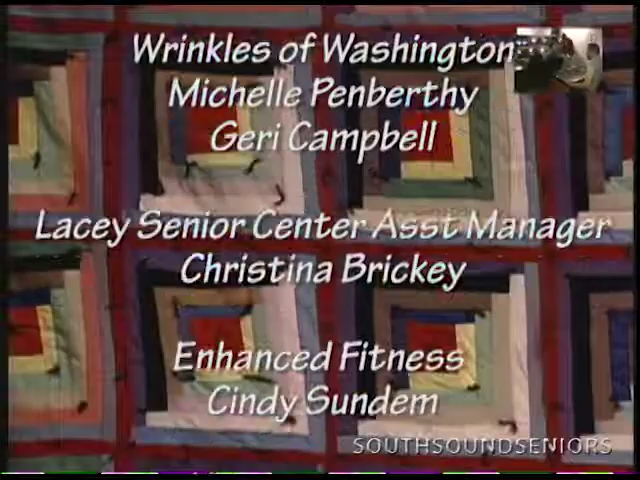 Wrinkles of Washington
Michelle Penberthy
Geri Campbell
Lacey Senior Center Asst Manager
Christina Brickey
Enhanced Fitness
Cindy Sundem
SOUTHSOUNDSENIORS